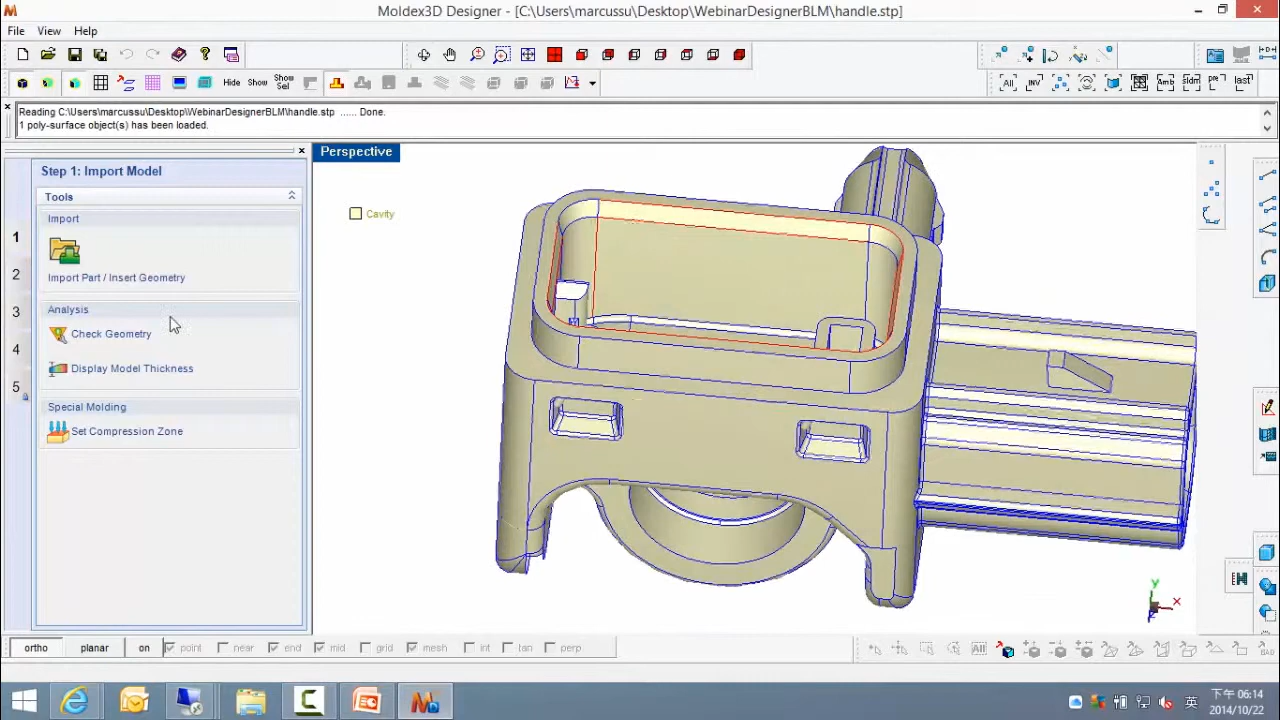 Moldex3D Designer - [C:\Users\marcussu\Desktop\WebinarDesignerBLM\handle.stp]
File View Help
Hide Show Show Sel
Reading C:\Users\marcussu\Desktop\WebinarDesignerBLM\handle.stp ...... Done.
1 poly-surface object(s) has been loaded.
Step 1: Import Model
Tools
Import
Import Part / Insert Geometry
Analysis
Check Geometry
Display Model Thickness
Special Molding
Set Compression Zone
1
2
3
4
5
Perspective
Cavity
y
x
ortho planar on point near end mid grid mesh int tan perp
英
下午 06:14
2014/10/22